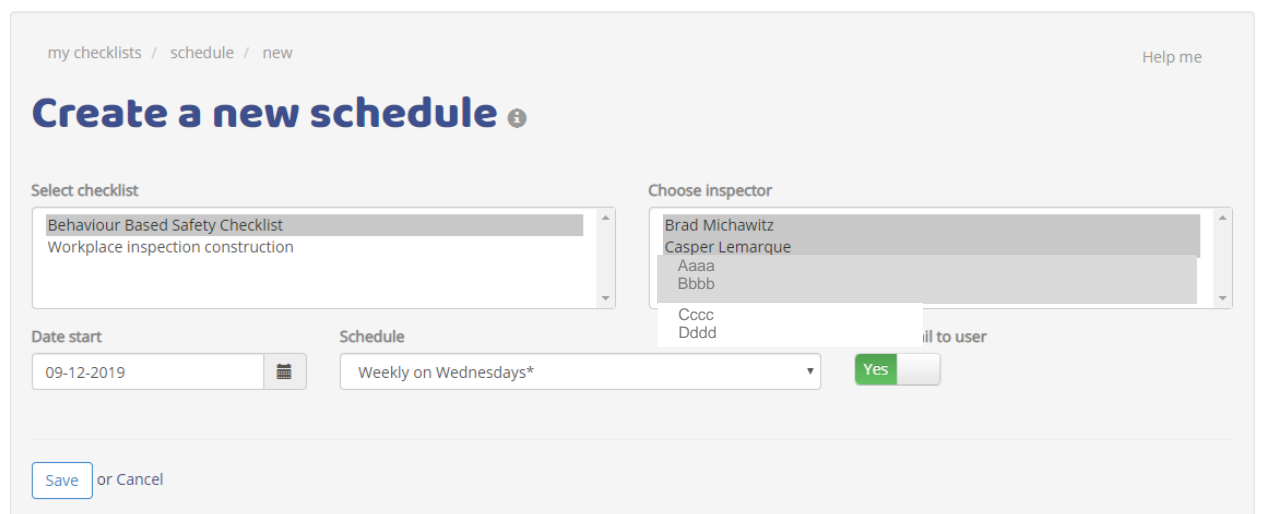 my checklists / schedule / new
Help me
Create a new schedule
Select checklist
Behaviour Based Safety Checklist
Workplace inspection construction
Choose inspector
Brad Michawitz
Casper Lemarque
Aaaa
Bbbb
Cccc
Dddd
Date start
09-12-2019
Schedule
Weekly on Wednesdays*
to user
Yes
Save or Cancel